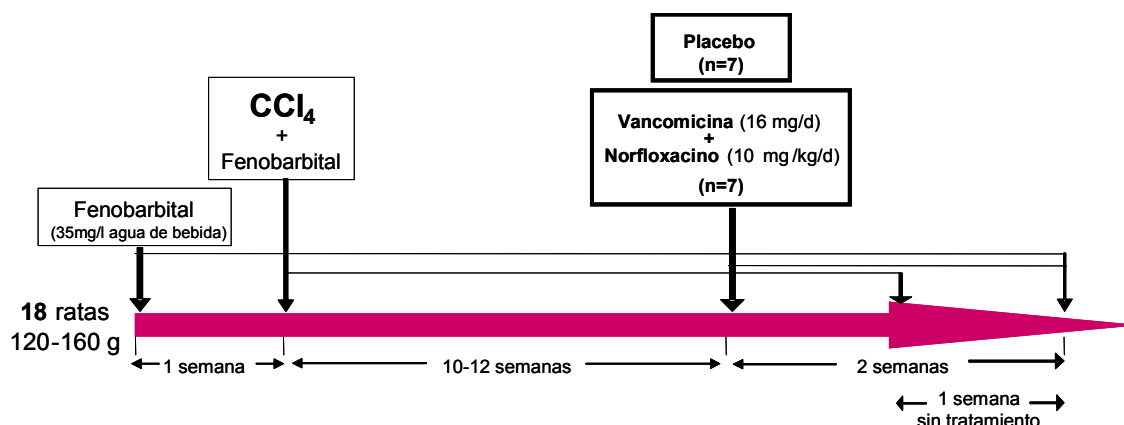 Placebo
(n=7)
CCl4
+
Fenobarbital
Vancomicina (16 mg/d)
+
Norfloxacino (10 mg/kg/d)
(n=7)
Fenobarbital
(35mg/l agua de bebida)
18 ratas
120-160 g
1 semana
10-12 semanas
2 semanas
1 semana
sin tratamiento